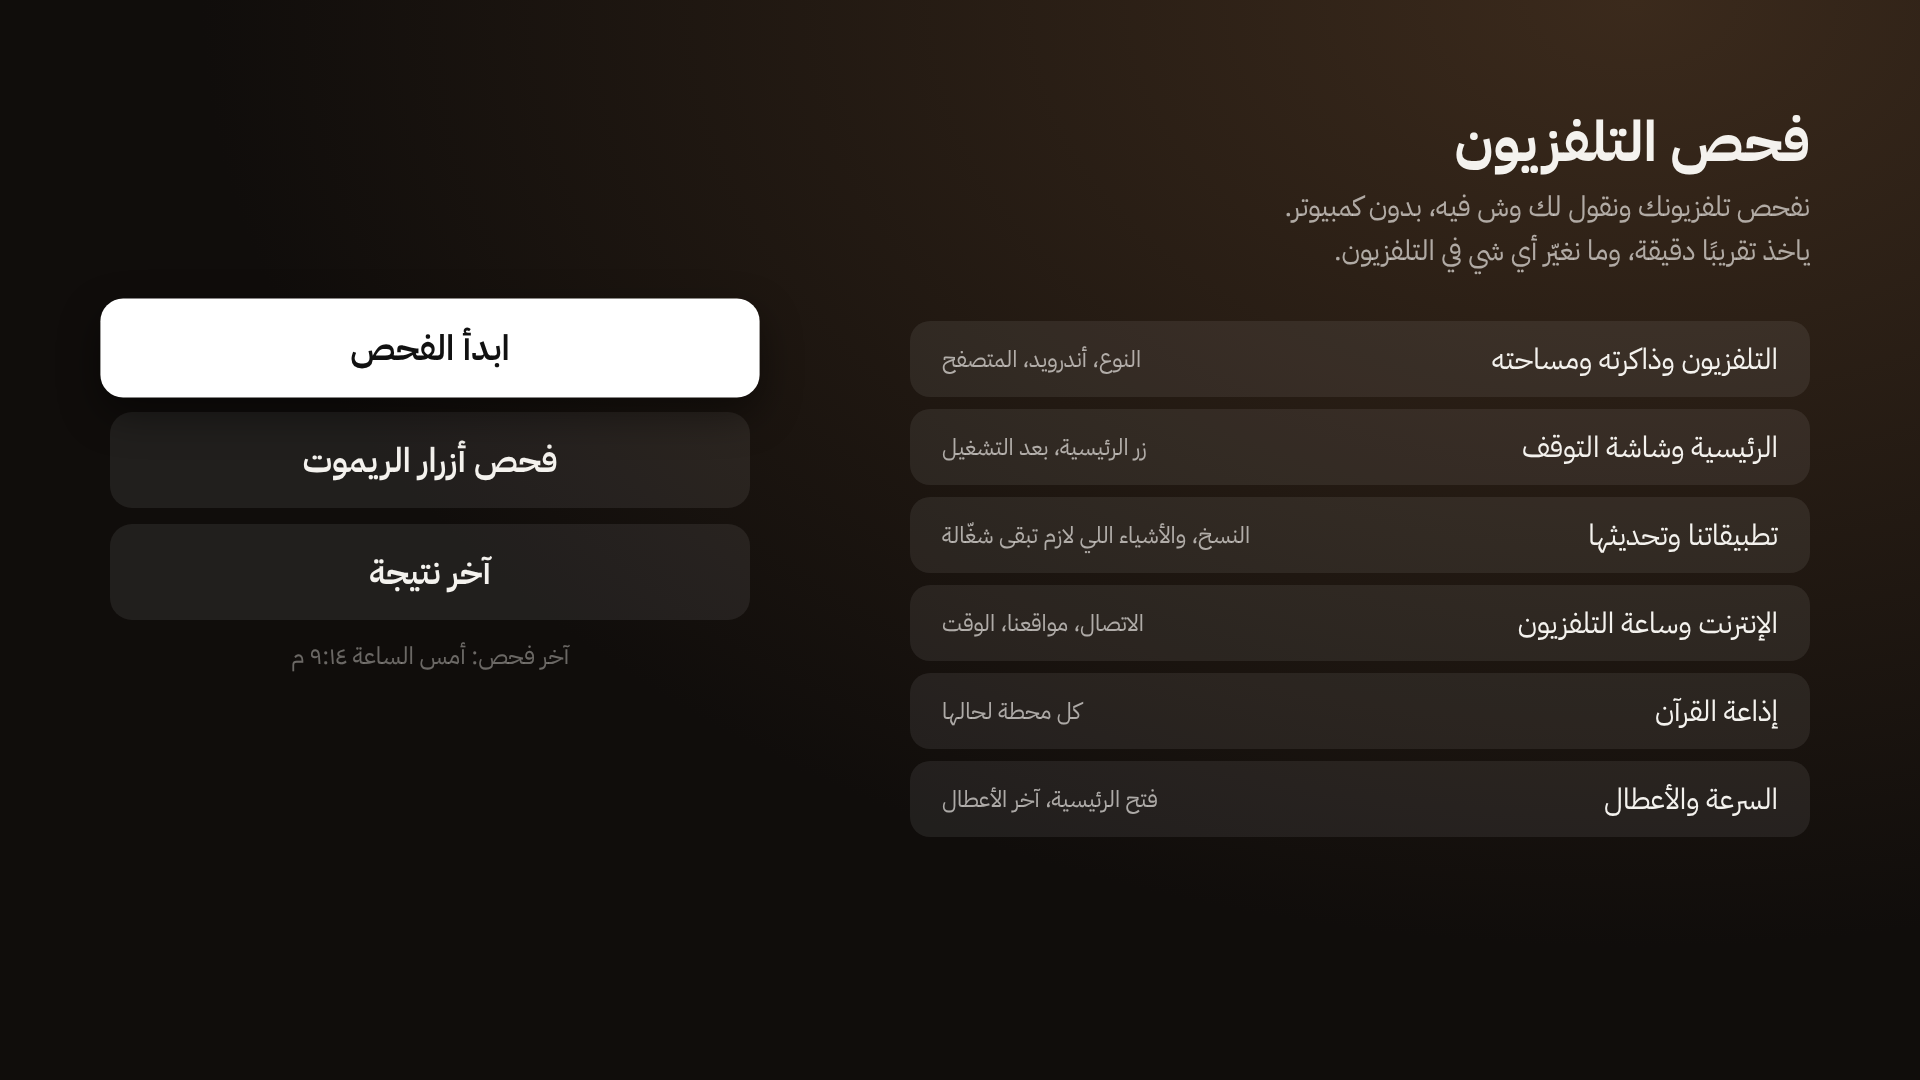 فحص التلفزيون
نفحص تلفزيونك ونقول لك وش فيه، بدون كمبيوتر.
ياخذ تقريبًا دقيقة، وما نغيّر أي شي في التلفزيون.
التلفزيون وذاكرته ومساحته
النوع، أندرويد، المتصفح
الرئيسية وشاشة التوقف
زر الرئيسية، بعد التشغيل
تطبيقاتنا وتحديثها
النسخ، والأشياء اللي لازم تبقى شغّالة
الإنترنت وساعة التلفزيون
الاتصال، مواقعنا، الوقت
إذاعة القرآن
كل محطة لحالها
السرعة والأعطال
فتح الرئيسية، آخر الأعطال
ابدأ الفحص
فحص أزرار الريموت
آخر نتيجة
آخر فحص: أمس الساعة ٩:١٤ م